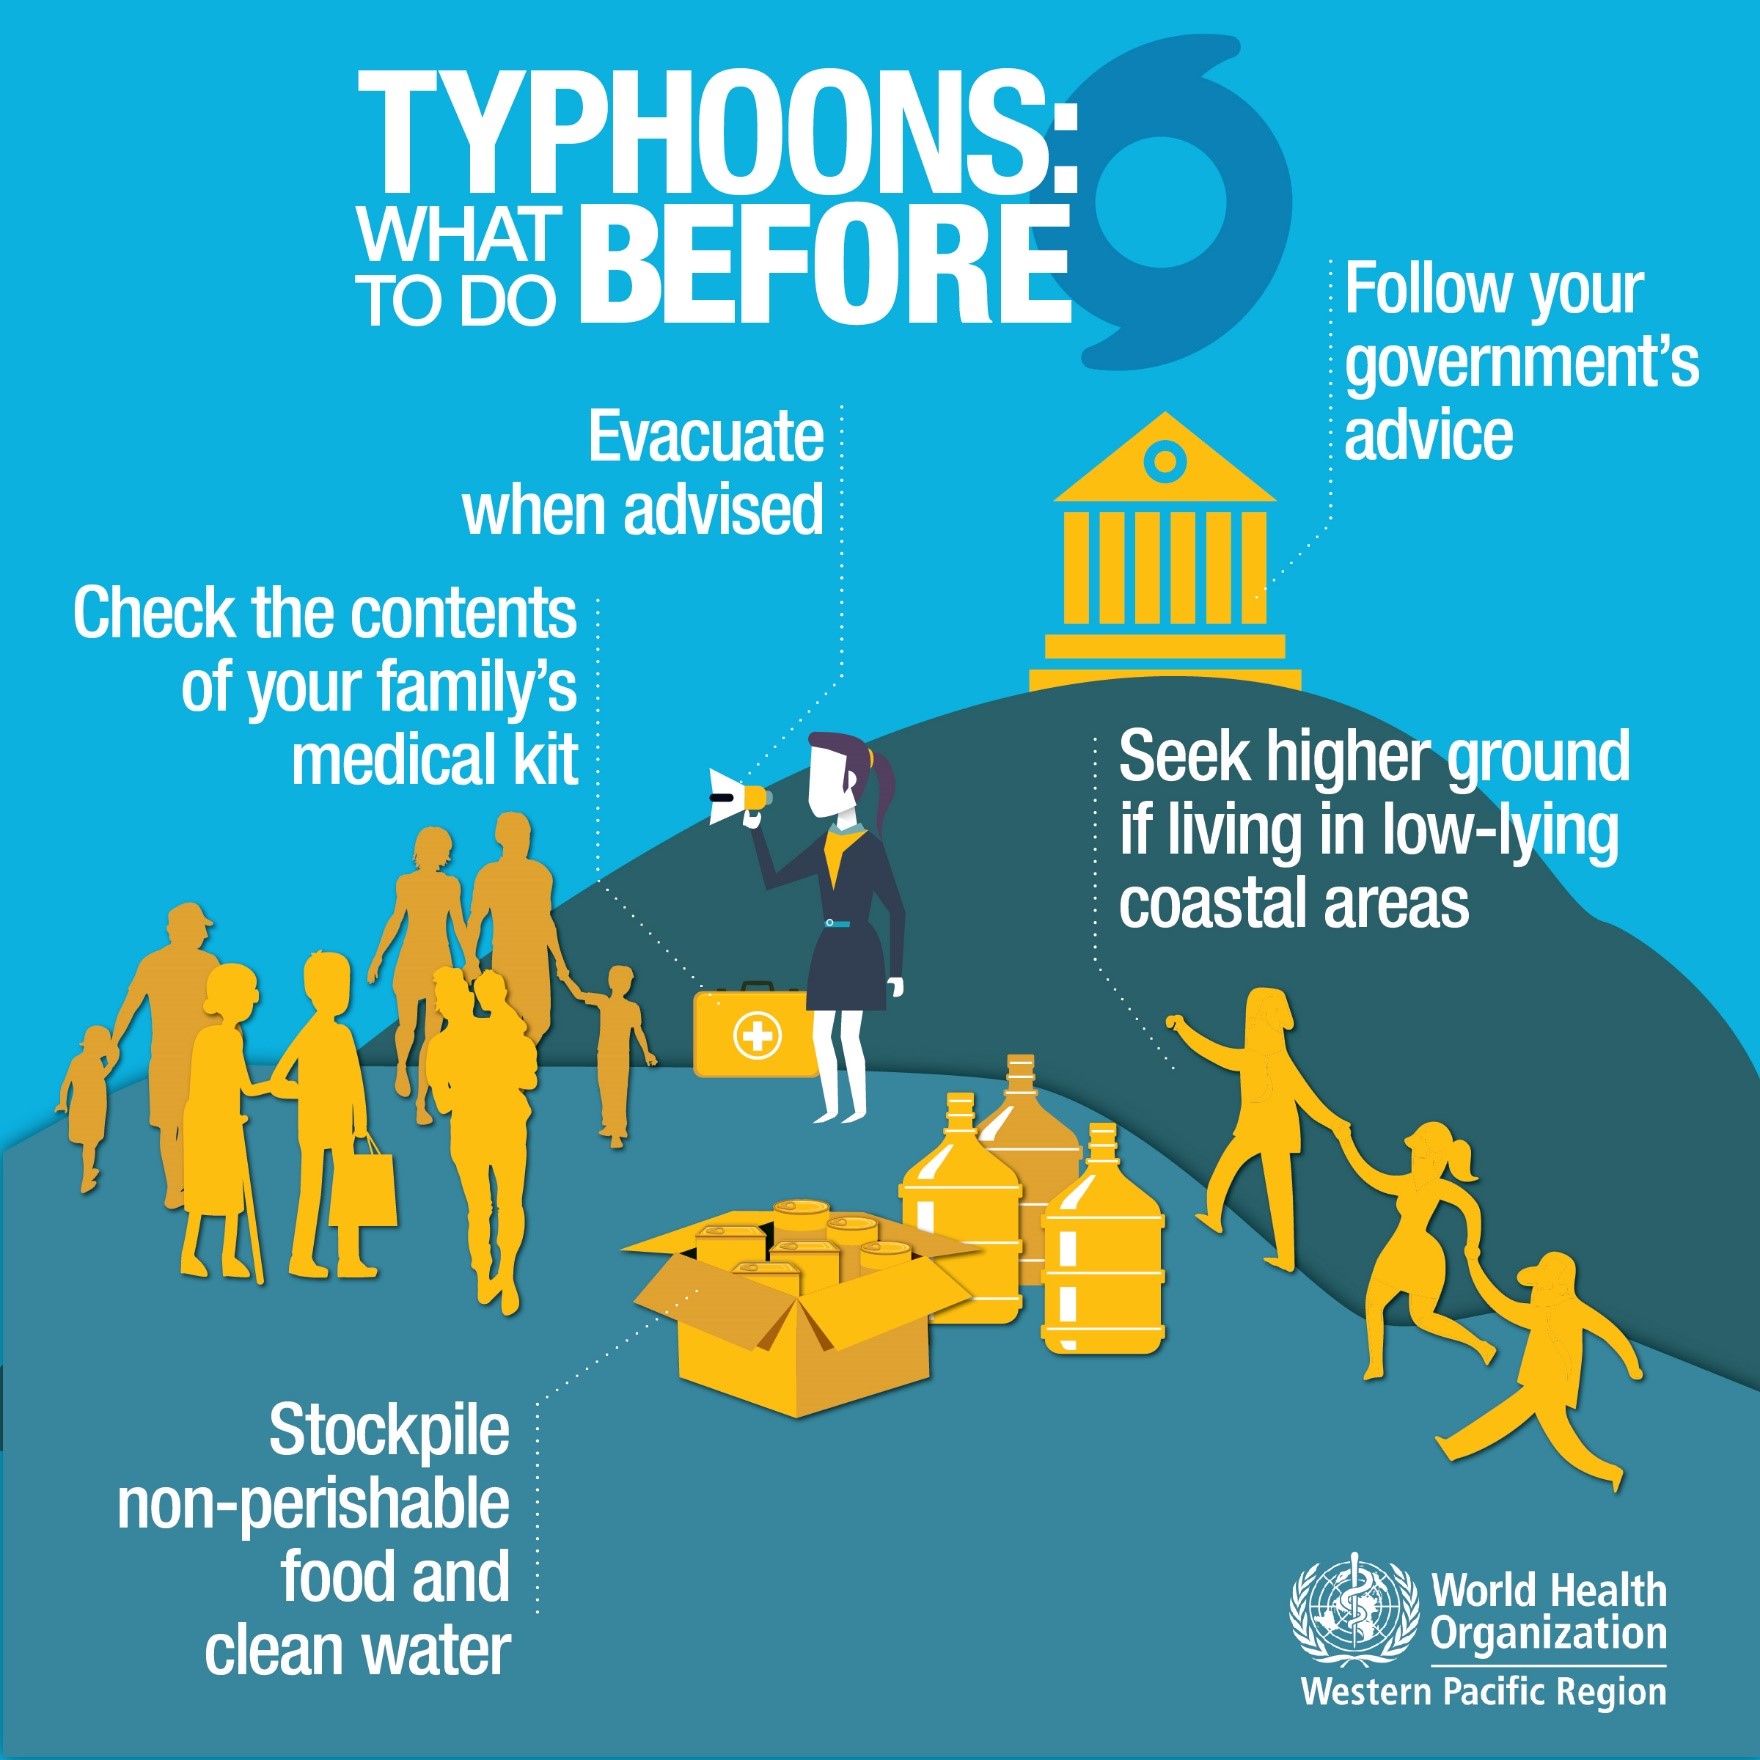 TYPHOONS:
WHAT
TO DO BEFORE
Follow your
government's
advice
Evacuate
when advised
Check the contents
of your family's
medical kit
Seek higher ground
if living in low-lying
coastal areas
Stockpile
non-perishable
food and
clean water
World Health
Organization
Western Pacific Region